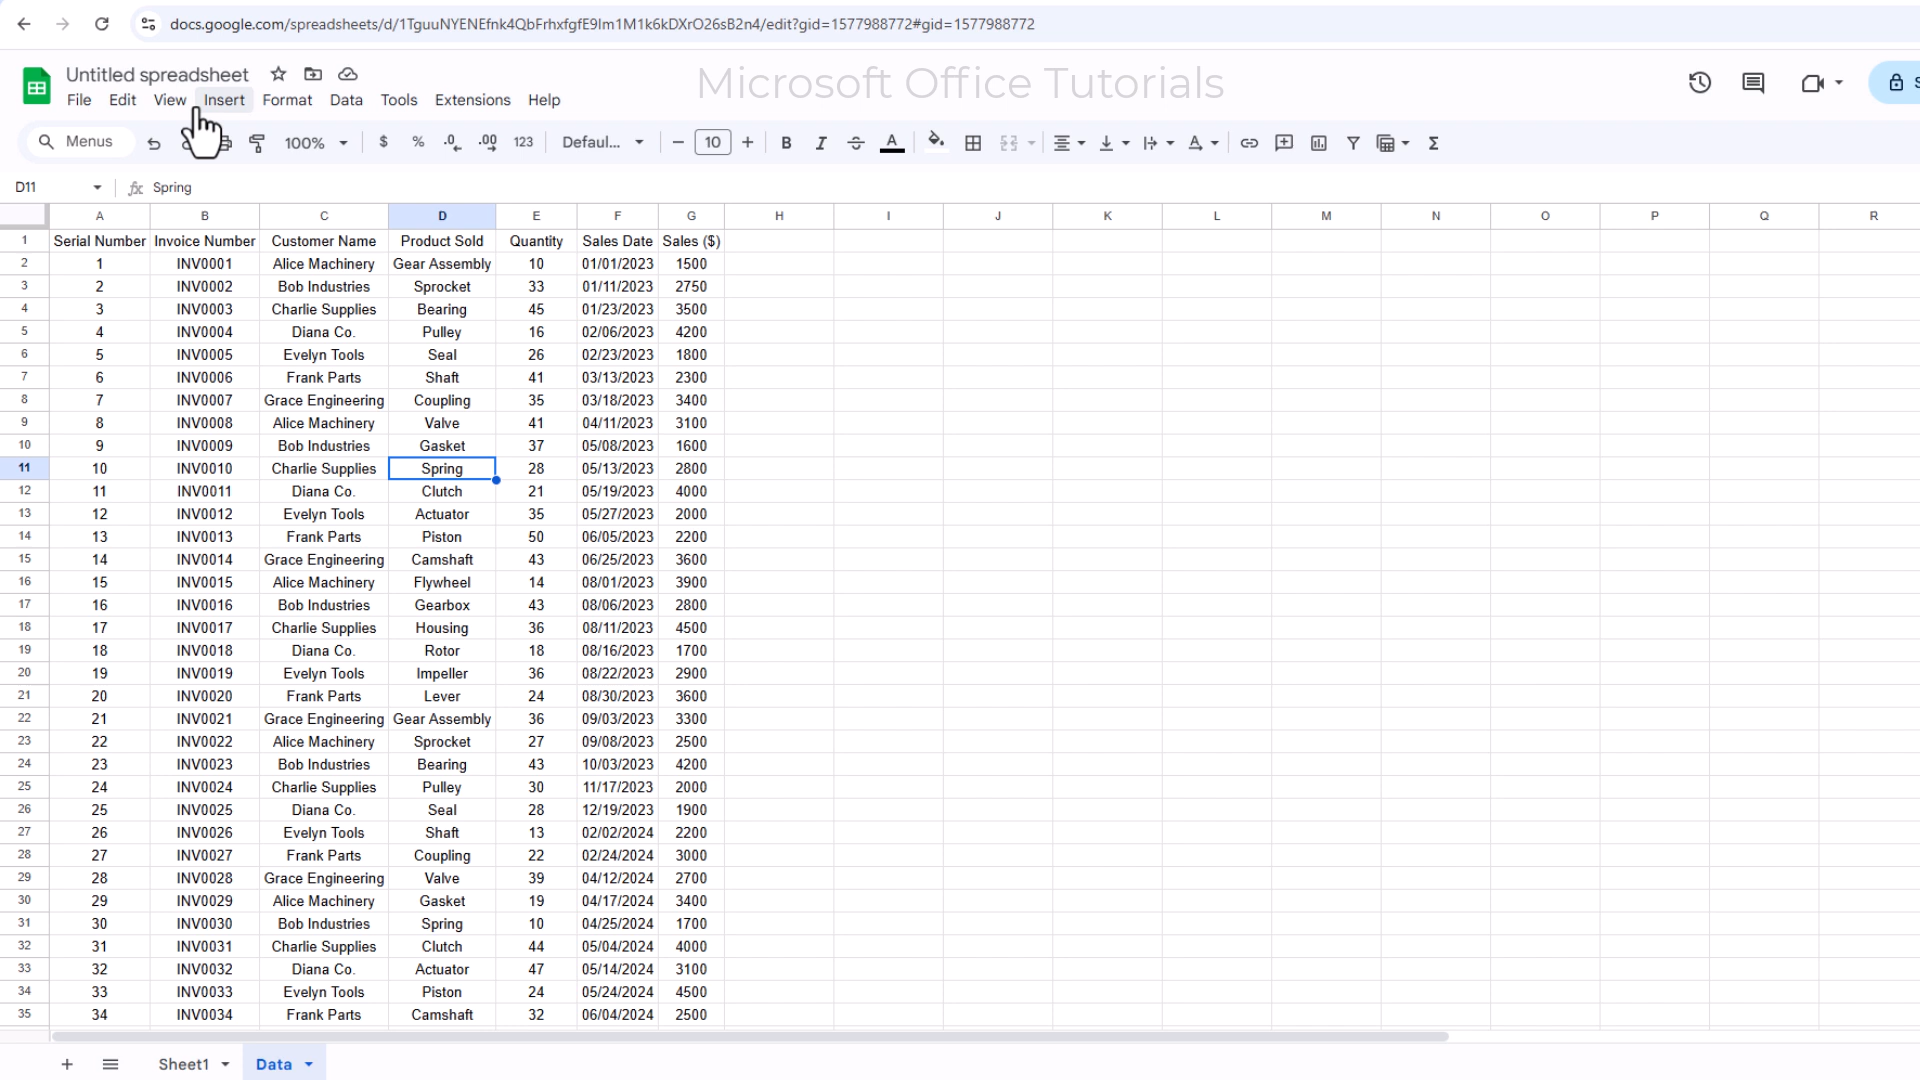 docs.google.com/spreadsheets/d/1TguuNYENEfnk4QbFrhxfgfE9Im1M1k6kDXrO26sB2n4/edit?gid=1577988772#gid=1577988772
Untitled spreadsheet
Microsoft Office Tutorials
File Edit View Insert Format Data Tools Extensions Help
Menus 100% $ % .0 .00 123 Defaul... 10 B I A
D11 Spring
A B C D E F G H I J K L M N O P Q R
1 Serial Number Invoice Number Customer Name Product Sold Quantity Sales Date Sales ($)
2 1 INV0001 Alice Machinery Gear Assembly 10 01/01/2023 1500
3 2 INV0002 Bob Industries Sprocket 33 01/11/2023 2750
4 3 INV0003 Charlie Supplies Bearing 45 01/23/2023 3500
5 4 INV0004 Diana Co. Pulley 16 02/06/2023 4200
6 5 INV0005 Evelyn Tools Seal 26 02/23/2023 1800
7 6 INV0006 Frank Parts Shaft 41 03/13/2023 2300
8 7 INV0007 Grace Engineering Coupling 35 03/18/2023 3400
9 8 INV0008 Alice Machinery Valve 41 04/11/2023 3100
10 9 INV0009 Bob Industries Gasket 37 05/08/2023 1600
11 10 INV0010 Charlie Supplies Spring 28 05/13/2023 2800
12 11 INV0011 Diana Co. Clutch 21 05/19/2023 4000
13 12 INV0012 Evelyn Tools Actuator 35 05/27/2023 2000
14 13 INV0013 Frank Parts Piston 50 06/05/2023 2200
15 14 INV0014 Grace Engineering Camshaft 43 06/25/2023 3600
16 15 INV0015 Alice Machinery Flywheel 14 08/01/2023 3900
17 16 INV0016 Bob Industries Gearbox 43 08/06/2023 2800
18 17 INV0017 Charlie Supplies Housing 36 08/11/2023 4500
19 18 INV0018 Diana Co. Rotor 18 08/16/2023 1700
20 19 INV0019 Evelyn Tools Impeller 36 08/22/2023 2900
21 20 INV0020 Frank Parts Lever 24 08/30/2023 3600
22 21 INV0021 Grace Engineering Gear Assembly 36 09/03/2023 3300
23 22 INV0022 Alice Machinery Sprocket 27 09/08/2023 2500
24 23 INV0023 Bob Industries Bearing 43 10/03/2023 4200
25 24 INV0024 Charlie Supplies Pulley 30 11/17/2023 2000
26 25 INV0025 Diana Co. Seal 28 12/19/2023 1900
27 26 INV0026 Evelyn Tools Shaft 13 02/02/2024 2200
28 27 INV0027 Frank Parts Coupling 22 02/24/2024 3000
29 28 INV0028 Grace Engineering Valve 39 04/12/2024 2700
30 29 INV0029 Alice Machinery Gasket 19 04/17/2024 3400
31 30 INV0030 Bob Industries Spring 10 04/25/2024 1700
32 31 INV0031 Charlie Supplies Clutch 44 05/04/2024 4000
33 32 INV0032 Diana Co. Actuator 47 05/14/2024 3100
34 33 INV0033 Evelyn Tools Piston 24 05/24/2024 4500
35 34 INV0034 Frank Parts Camshaft 32 06/04/2024 2500
Sheet1 Data